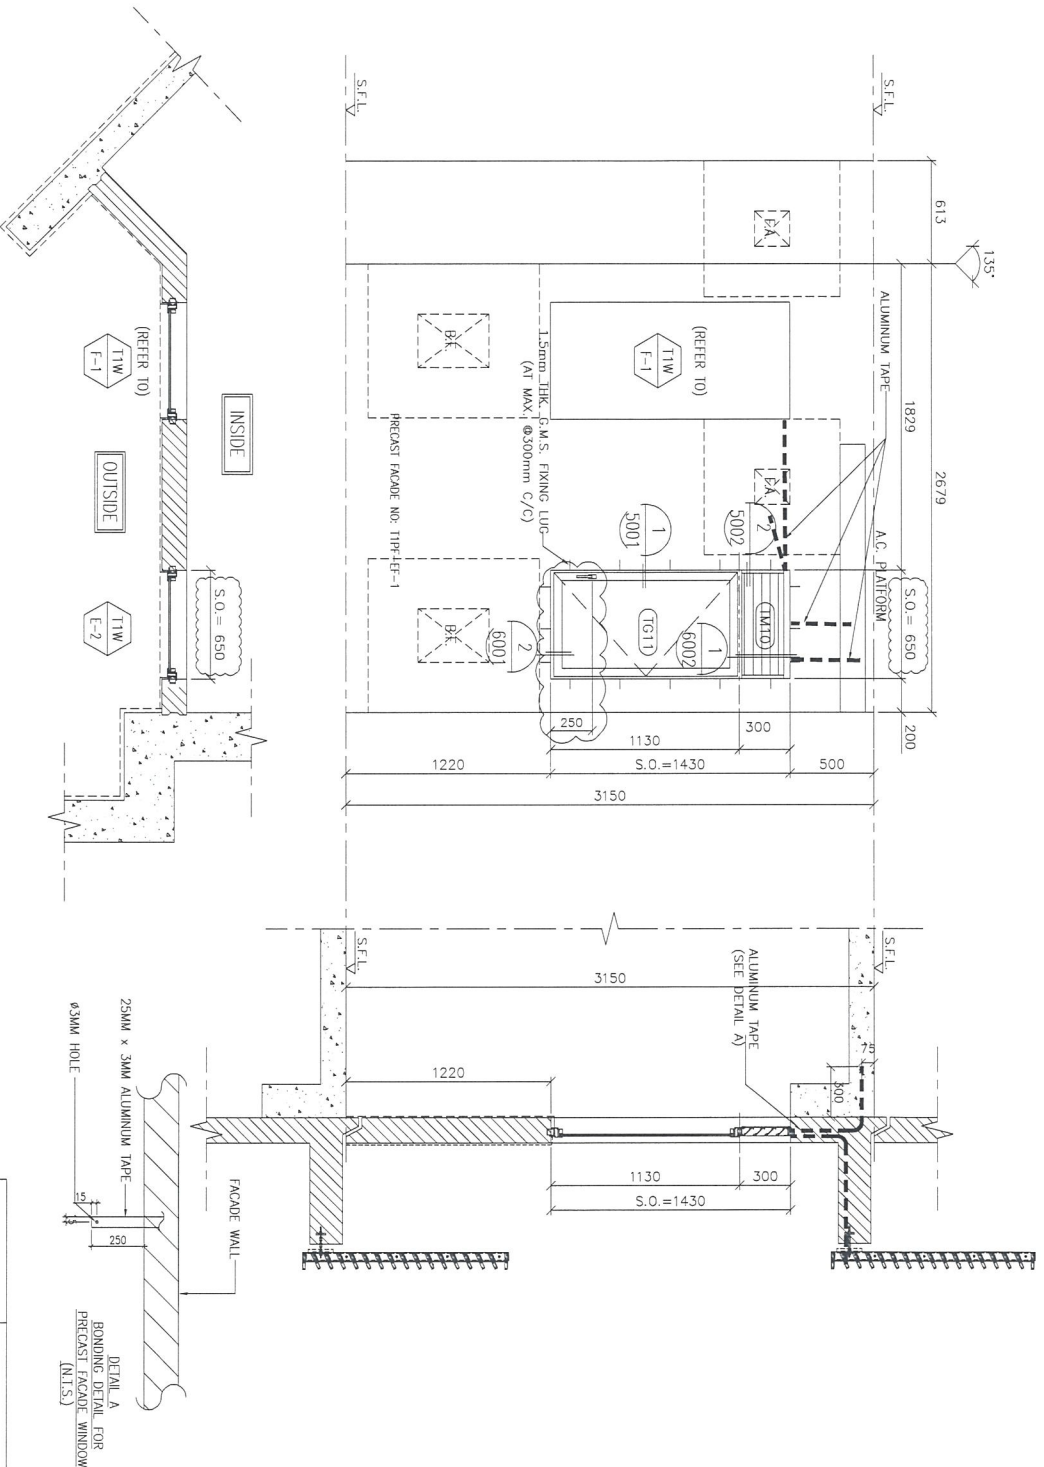 S.F.L.
S.F.L.
613
135°
F.A.
ALUMINUM TAPE
1829
2679
(REFER TO)
T1W
F-1
B.K.
1.5mm THK. G.M.S. FIXING LUG
(AT MAX. @300mm C/C)
PRECAST FACADE NO: T1PF-EF-1
F.A.
A.C. PLATFORM
S.O.= 650
1
5001
2
5002
TM10
TG11
1
6002
2
6001
B.K.
200
250
1130
300
1220
S.O.=1430
500
3150
(REFER TO)
T1W
F-1
INSIDE
OUTSIDE
S.O.= 650
T1W
E-2
S.F.L.
S.F.L.
3150
ALUMINUM TAPE
(SEE DETAIL A)
75
300
1220
1130
300
S.O.=1430
25MM x 3MM ALUMINUM TAPE
ø3MM HOLE
FACADE WALL
15
250
DETAIL A
BONDING DETAIL FOR
PRECAST FACADE WINDOW
(N.T.S.)